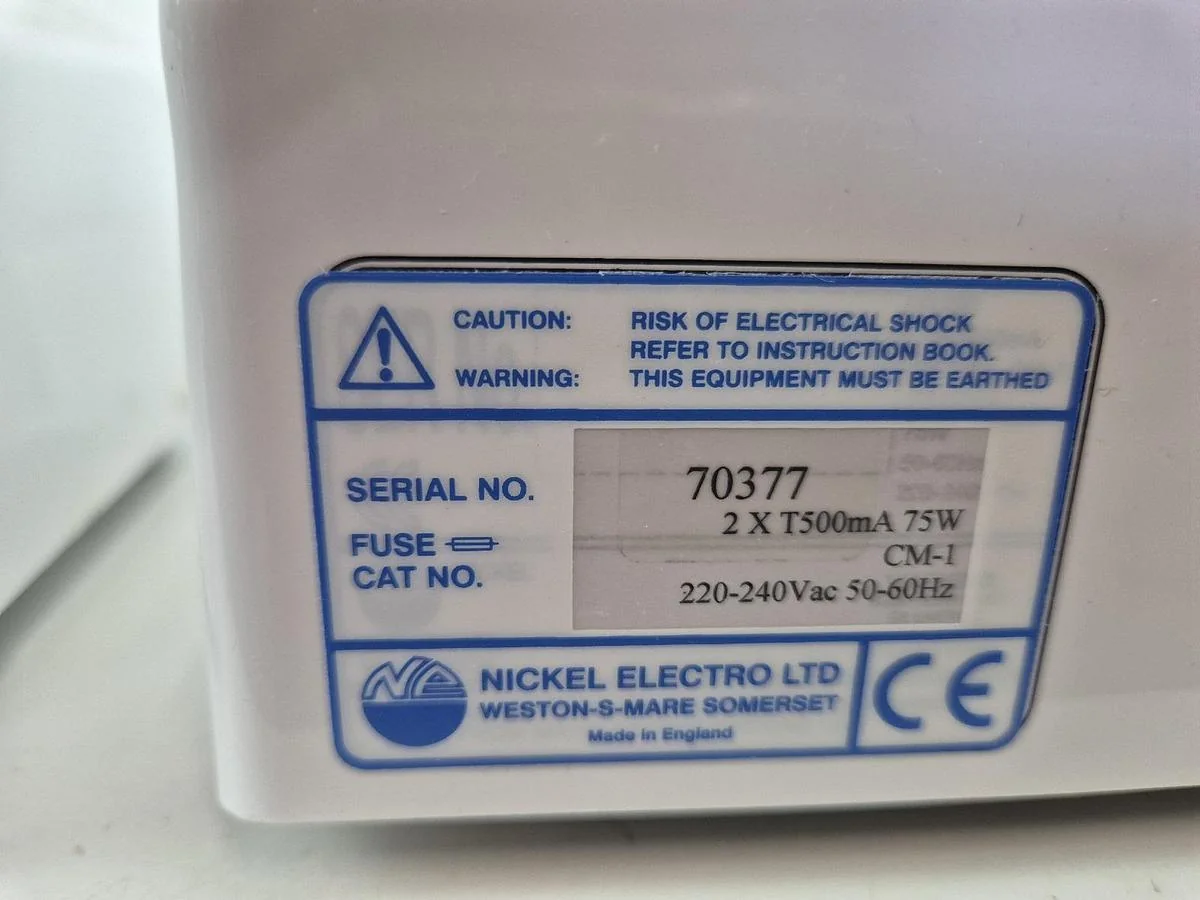 CAUTION: RISK OF ELECTRICAL SHOCK
REFER TO INSTRUCTION BOOK.
WARNING: THIS EQUIPMENT MUST BE EARTHED
SERIAL NO. 70377
2 X T500mA 75W
FUSE
CM-1
CAT NO.
220-240Vac 50-60Hz
NE
NICKEL ELECTRO LTD
WESTON-S-MARE SOMERSET
Made in England
CE